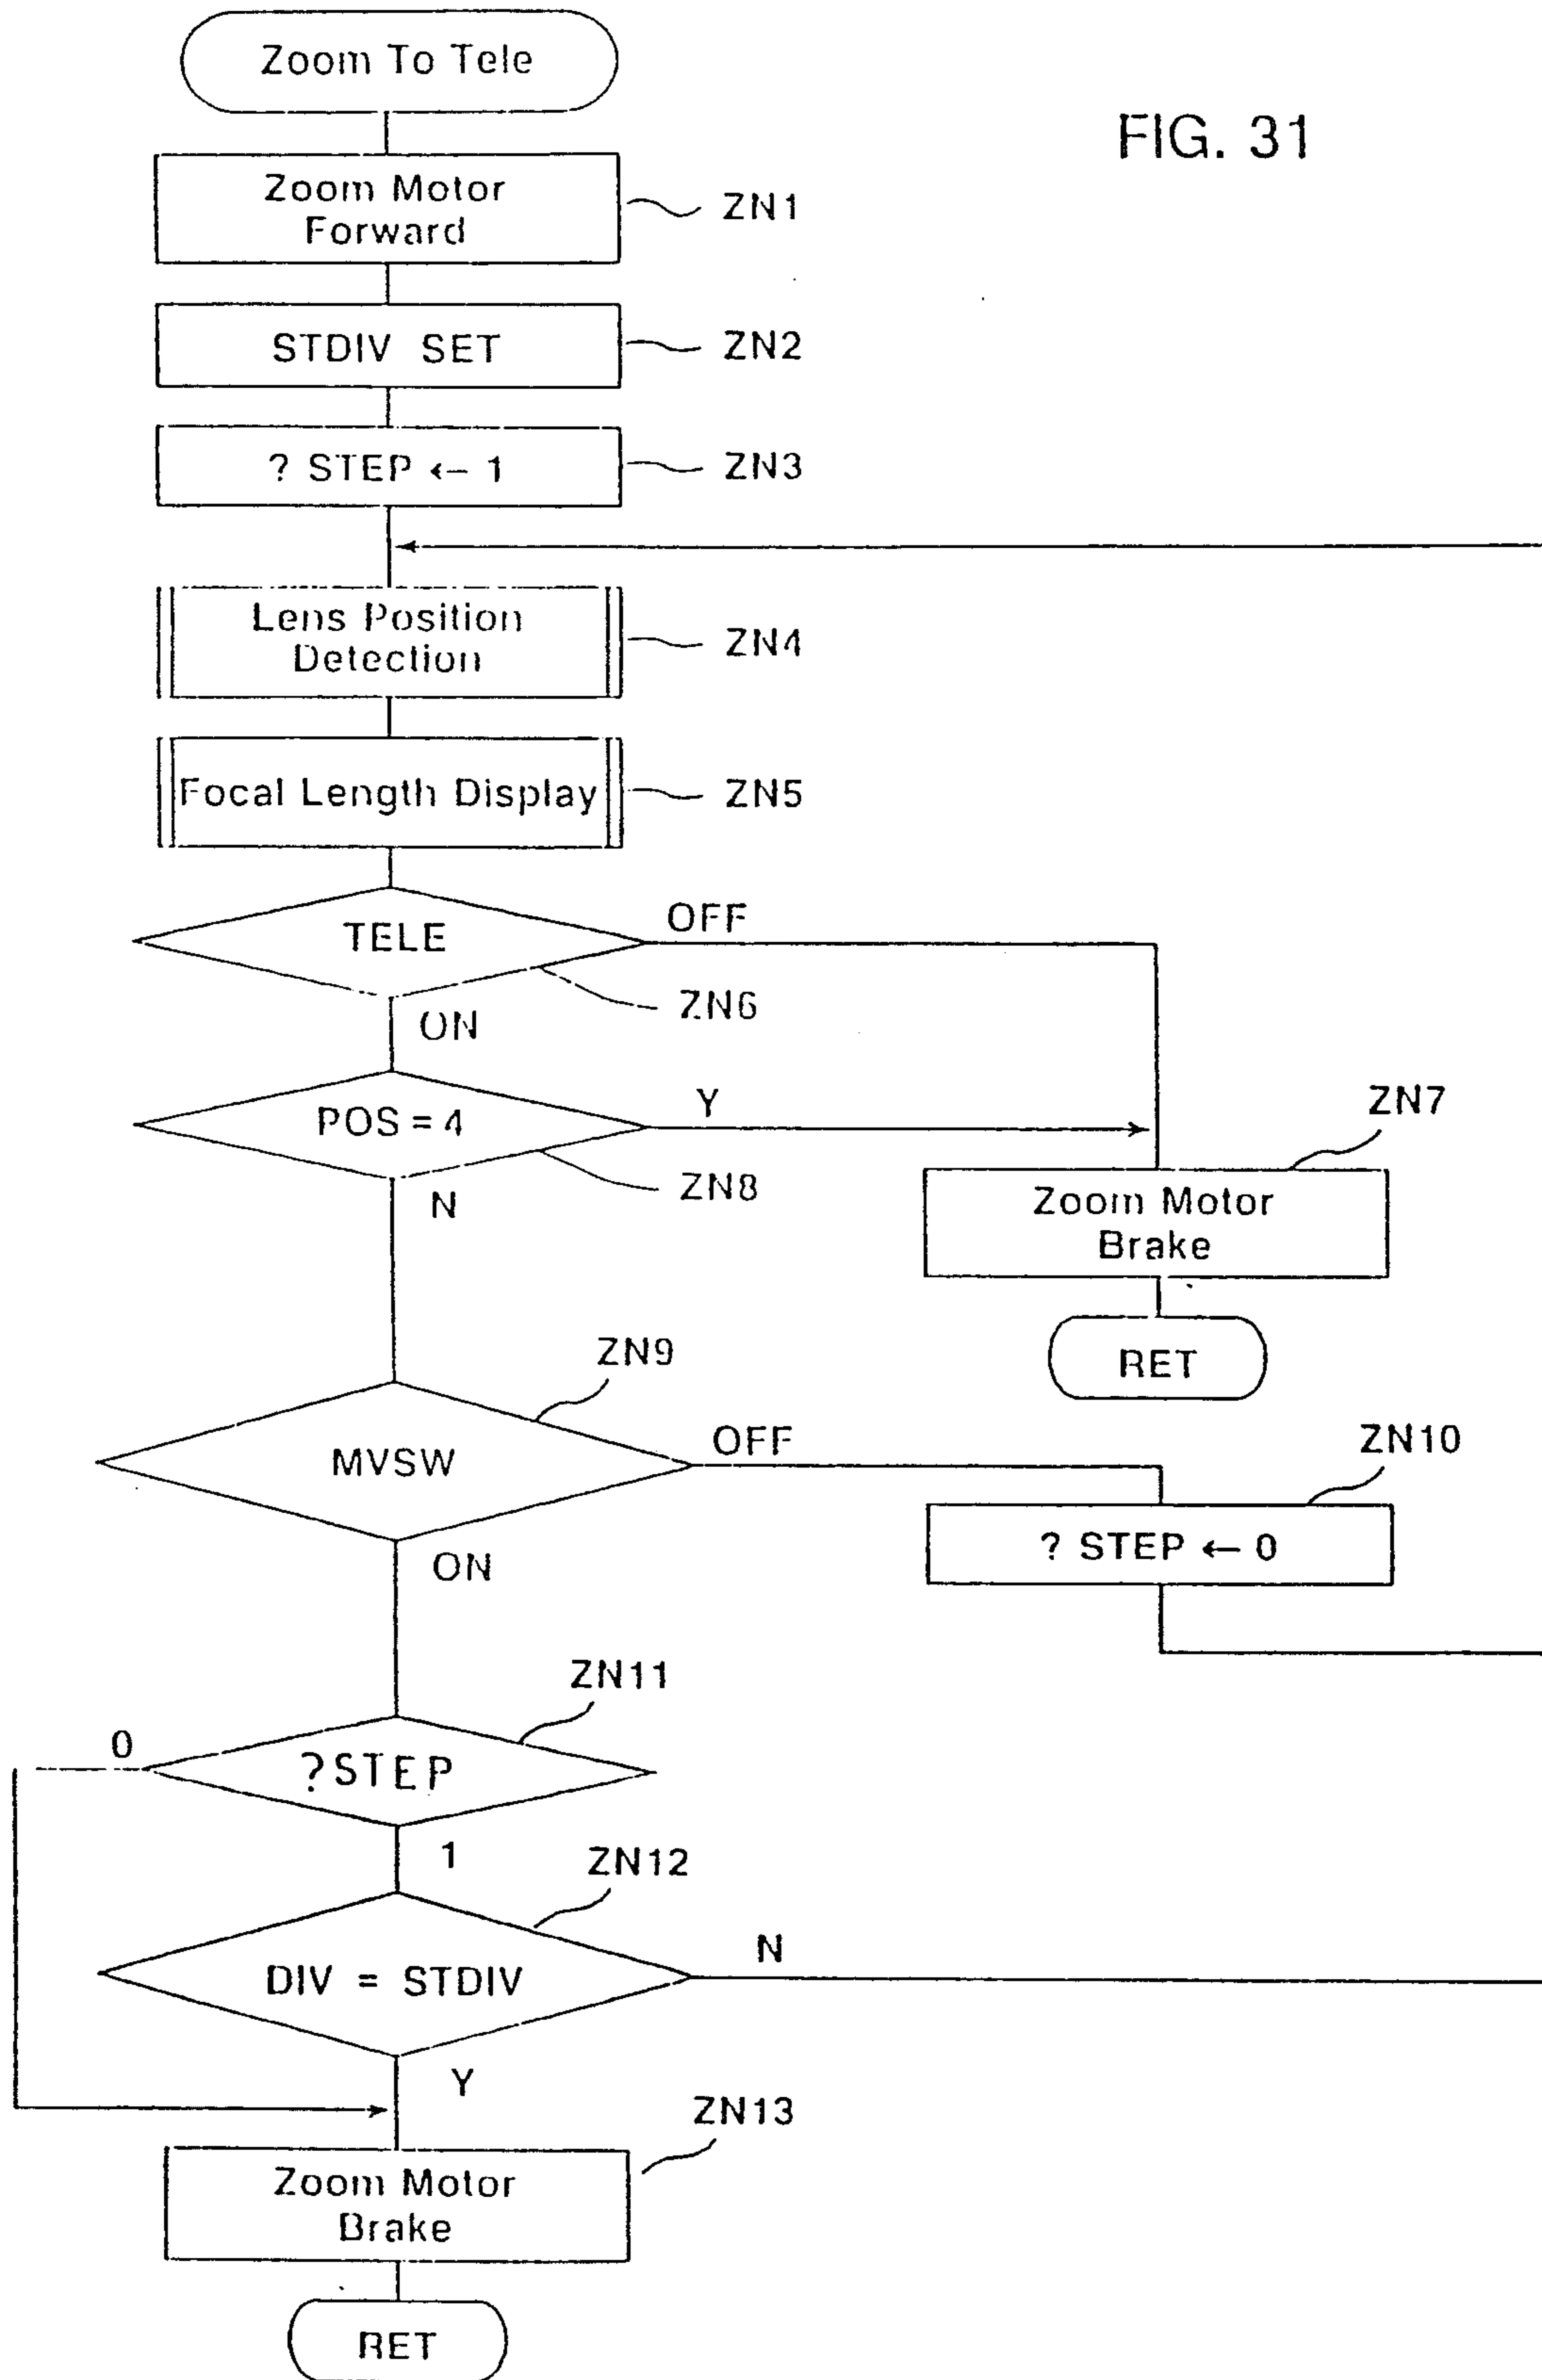 Zoom To Tele
FIG. 31
Zoom Motor
Forward
ZN1
STDIV SET
ZN2
? STEP ← 1
ZN3
Lens Position
Detection
ZN4
Focal Length Display
ZN5
TELE
OFF
ZN6
ON
POS = 4
Y
ZN8
N
ZN7
Zoom Motor
Brake
RET
ZN9
MVSW
OFF
ON
ZN10
? STEP ← 0
ZN11
0
?STEP
1
ZN12
DIV = STDIV
N
Y
ZN13
Zoom Motor
Brake
RET